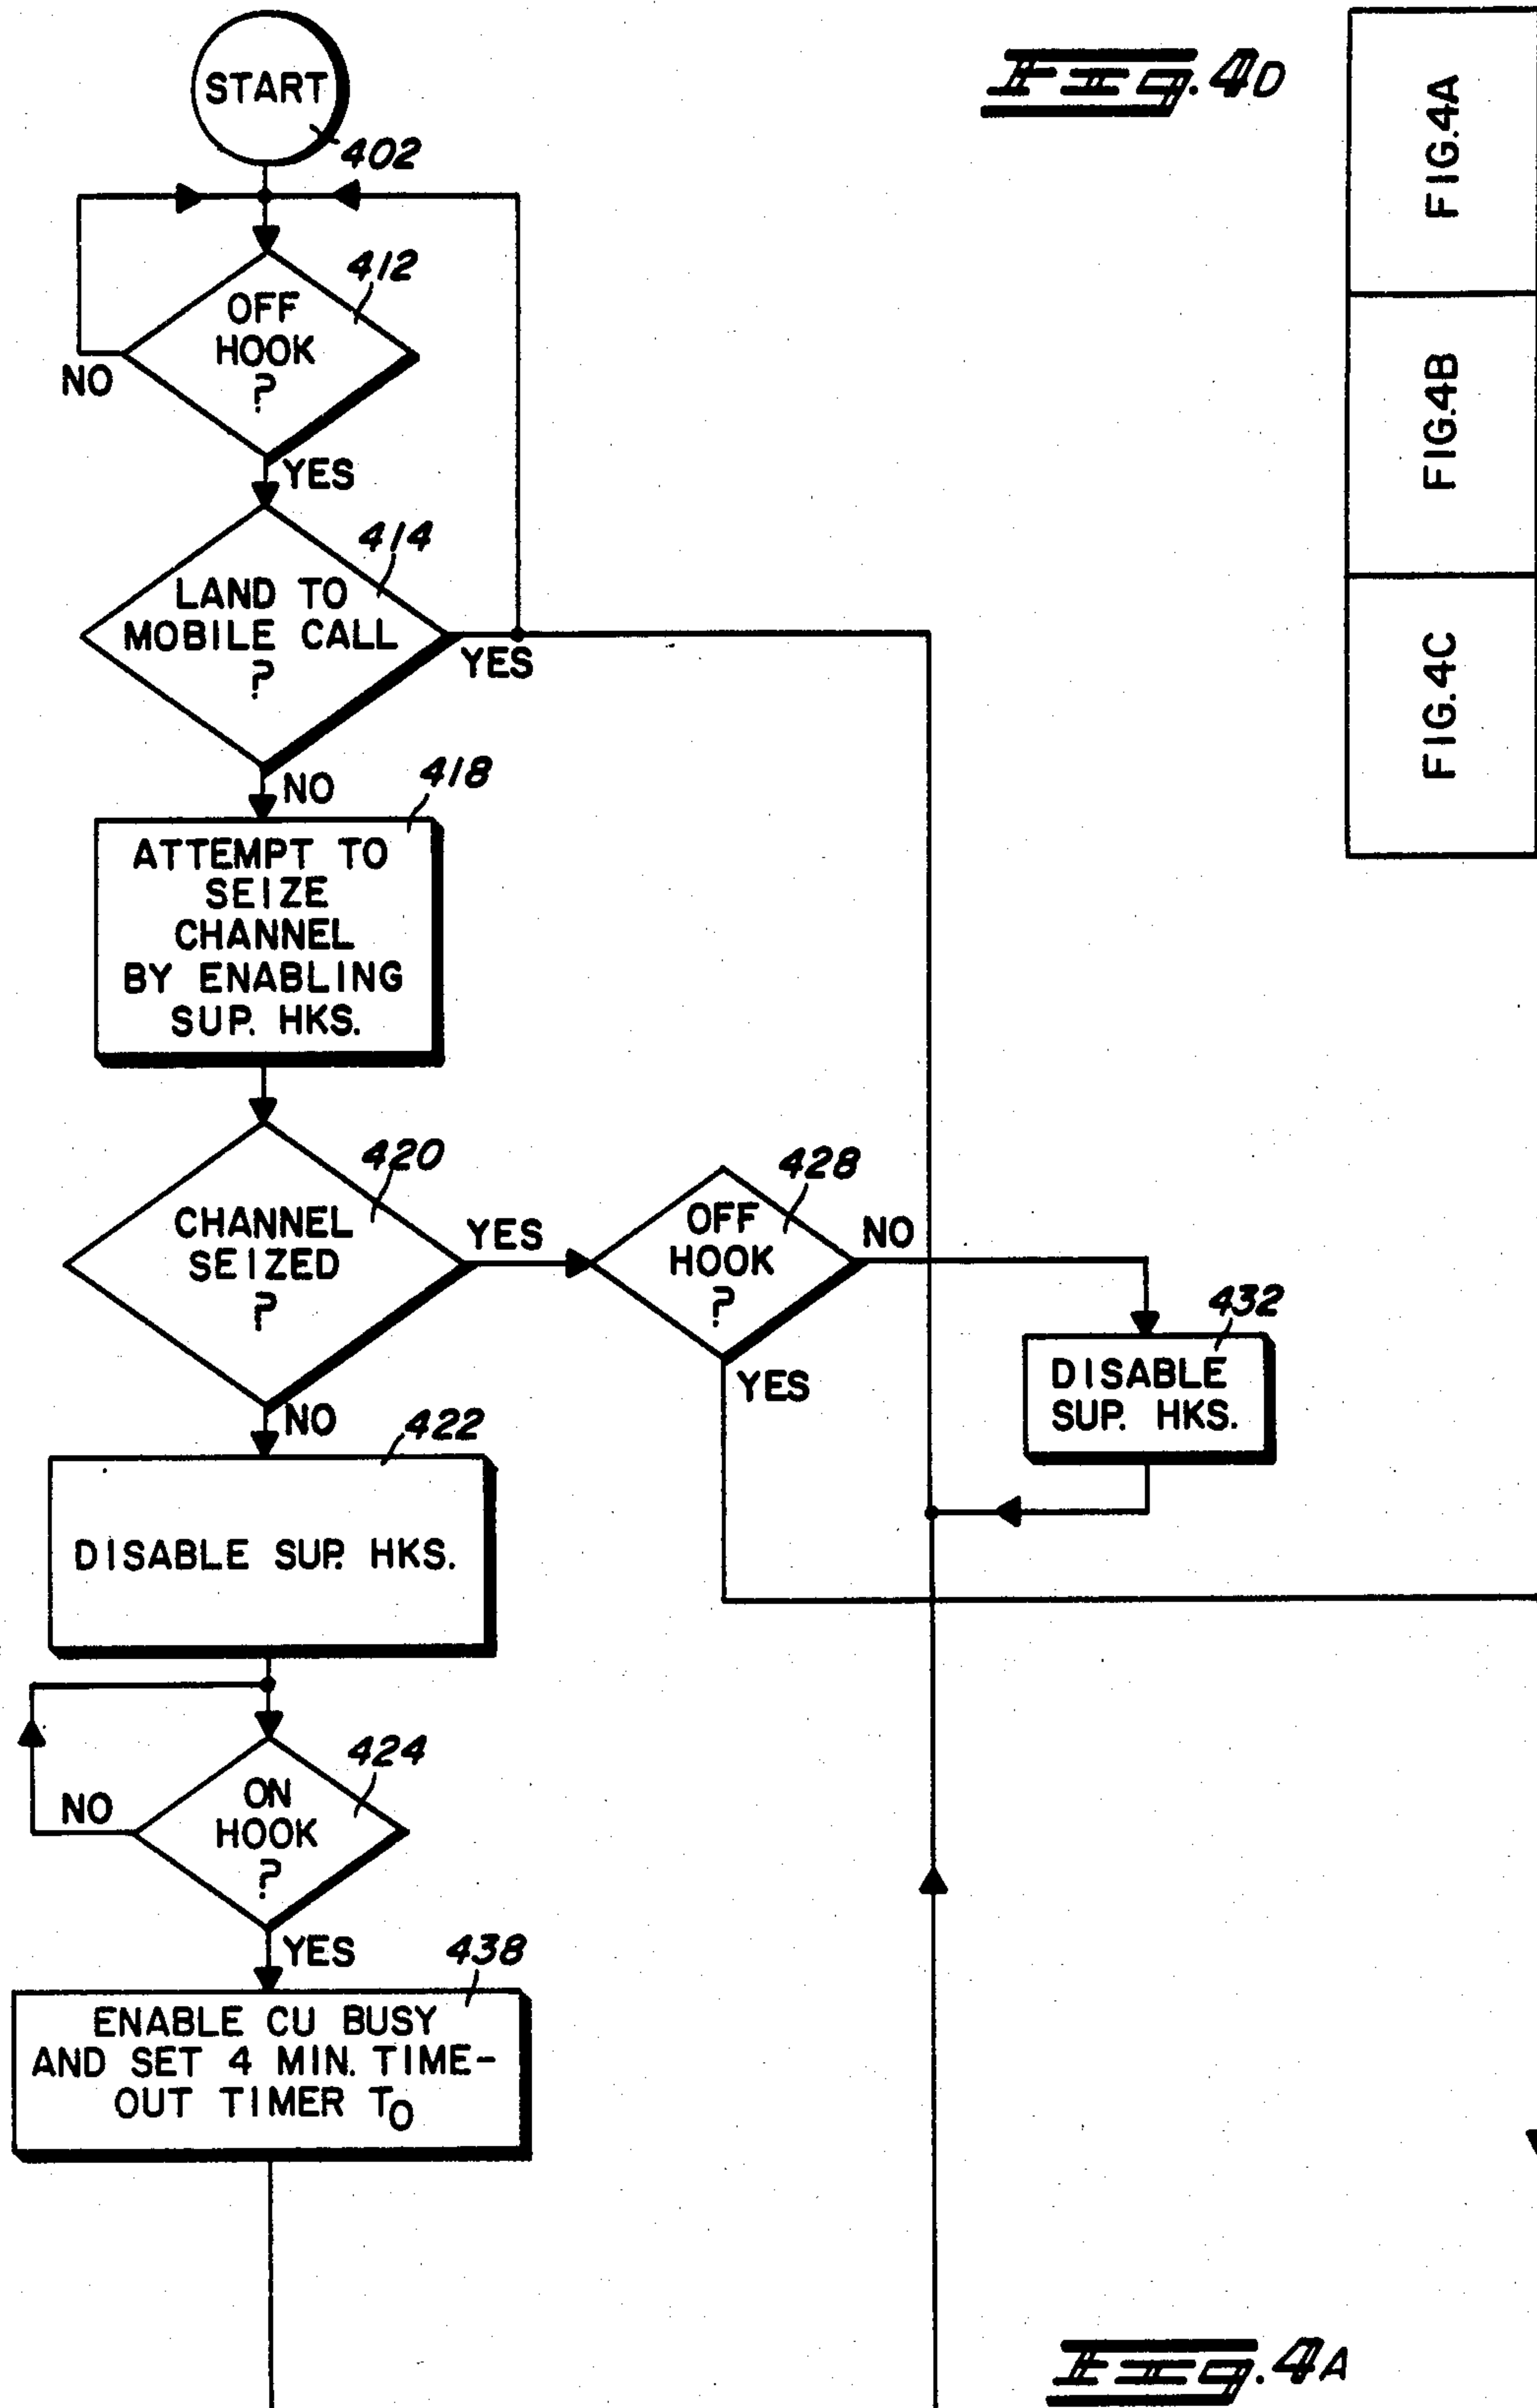 START
402
Fig. 4D
FIG.4A
FIG.4B
FIG.4C
412
OFF
HOOK
?
NO
YES
414
LAND TO
MOBILE CALL
?
YES
NO
418
ATTEMPT TO
SEIZE
CHANNEL
BY ENABLING
SUP. HKS.
420
CHANNEL
SEIZED
?
YES
NO
428
OFF
HOOK
?
NO
YES
432
DISABLE
SUP. HKS.
422
DISABLE SUP. HKS.
424
ON
HOOK
?
NO
YES
438
ENABLE CU BUSY
AND SET 4 MIN. TIME-
OUT TIMER T0
Fig. 4A